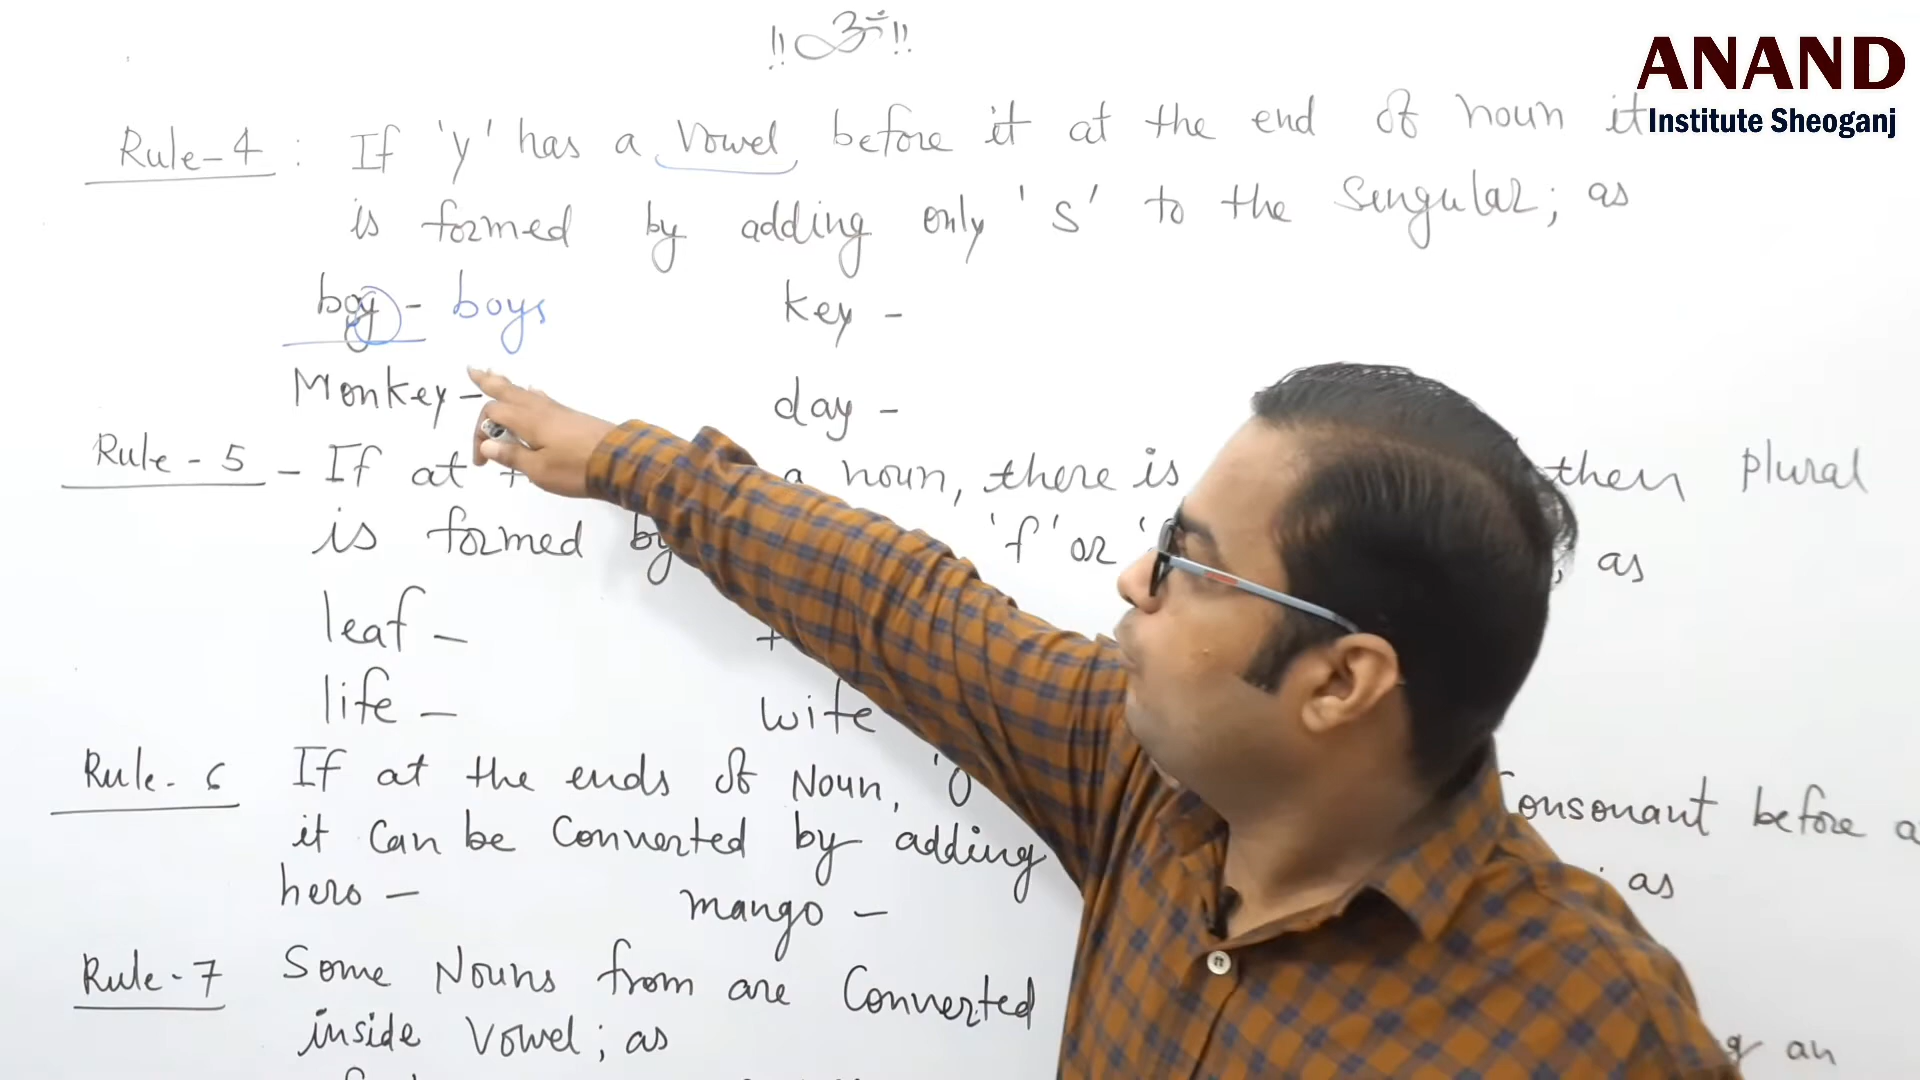 !! ॐ !!
ANAND
Institute Sheoganj
Rule-4 : If 'y' has a Vowel before it at the end of noun it
is formed by adding only 's' to the Singular; as
boy - boys key -
Monkey - day -
Rule - 5 - If at a noun, there is then plural
is formed by 'f' or as
leaf -
life - wife
Rule - 6 If at the ends of Noun, 'O Consonant before
it Can be Converted by adding as
hero - mango -
Rule - 7 Some Nouns from are Converted
inside Vowel; as an